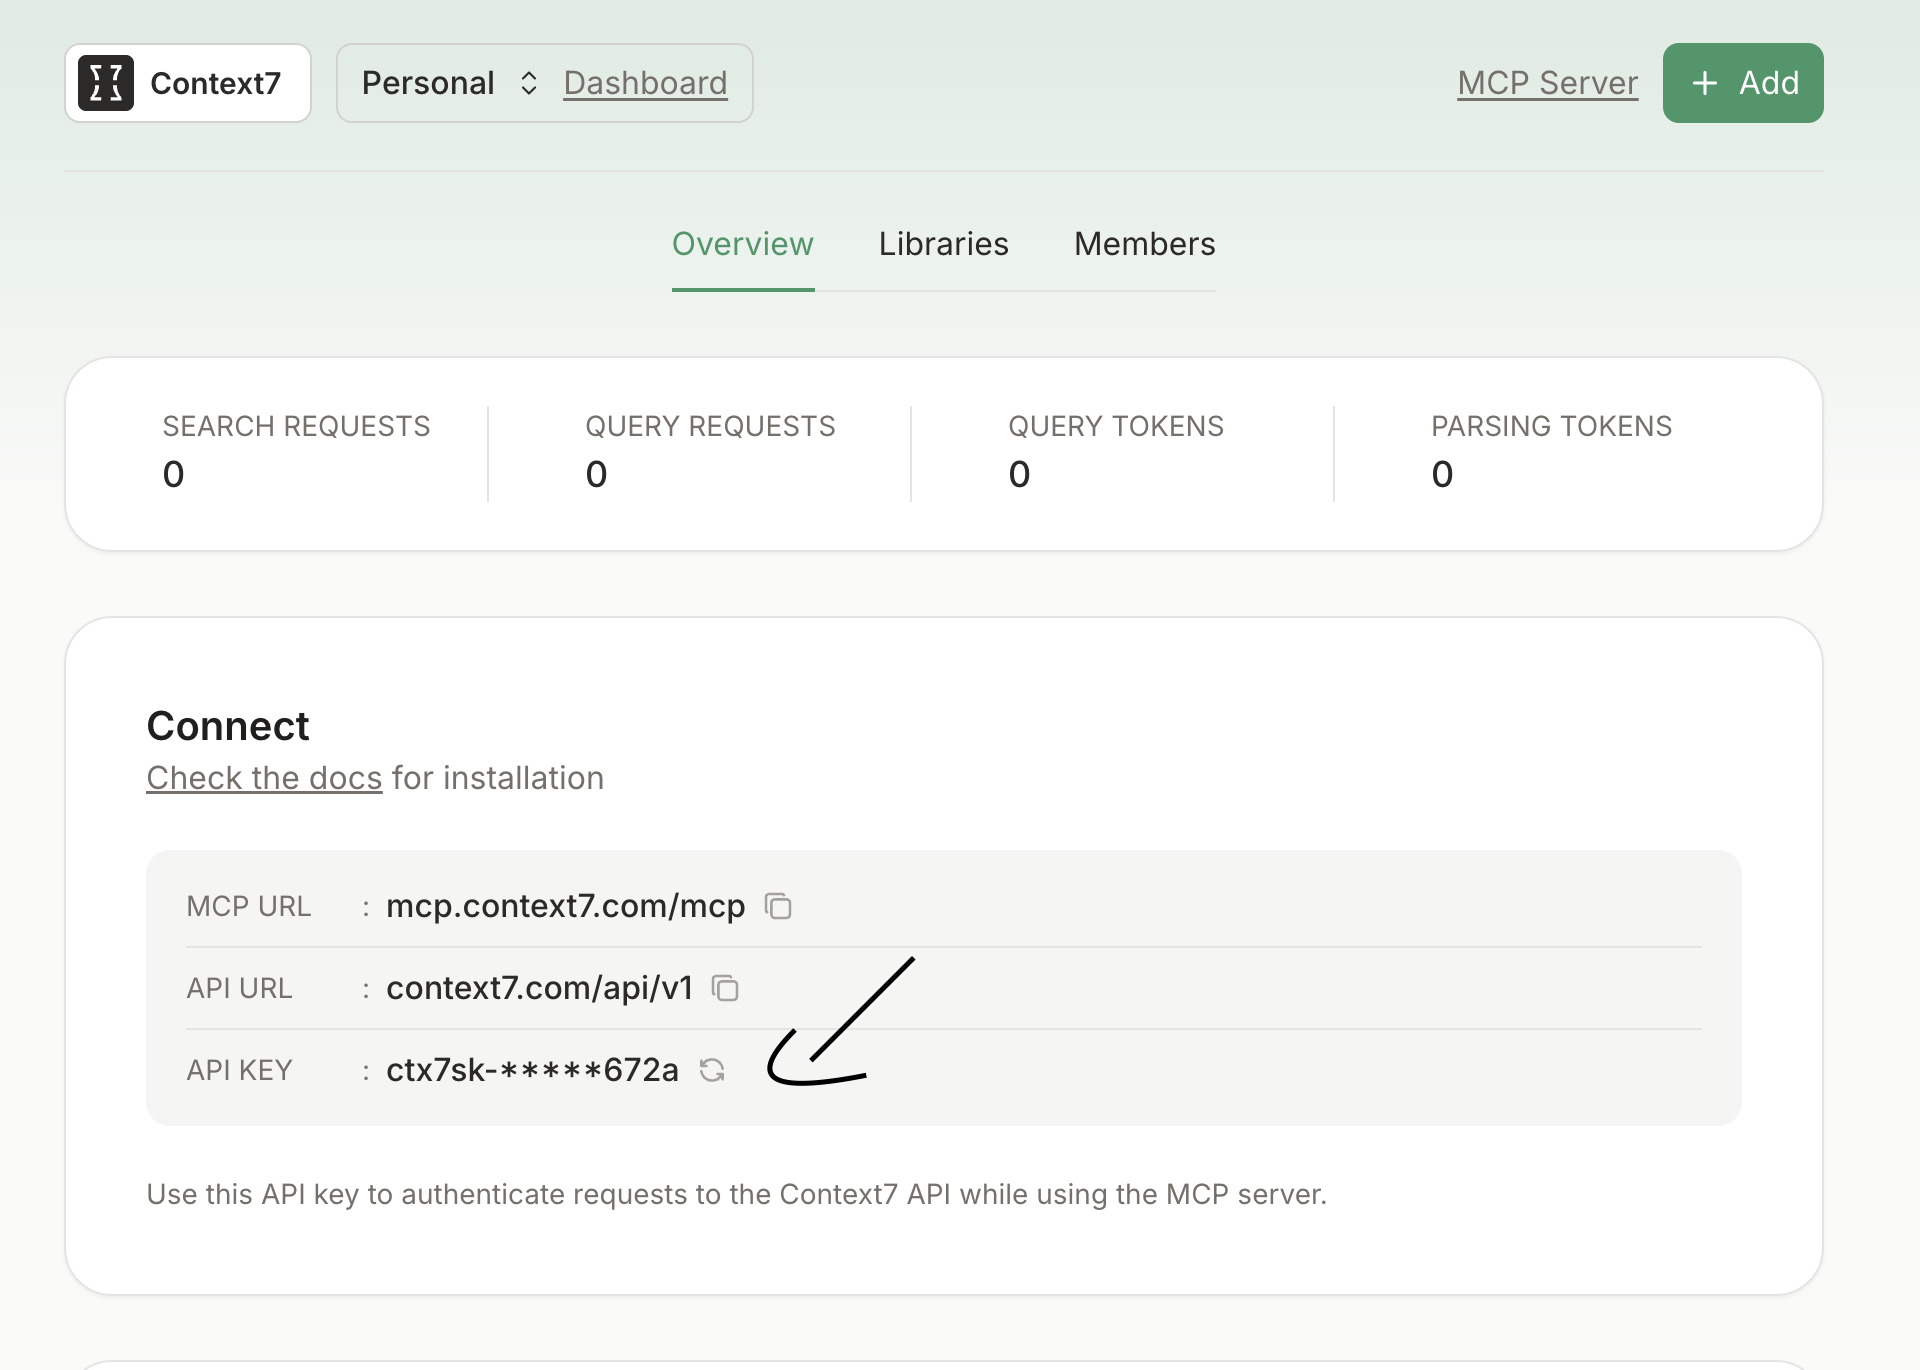 Context7
Personal Dashboard
MCP Server
+ Add
Overview Libraries Members
SEARCH REQUESTS
0
QUERY REQUESTS
0
QUERY TOKENS
0
PARSING TOKENS
0
Connect
Check the docs for installation
MCP URL : mcp.context7.com/mcp
API URL : context7.com/api/v1
API KEY : ctx7sk-*****672a
Use this API key to authenticate requests to the Context7 API while using the MCP server.